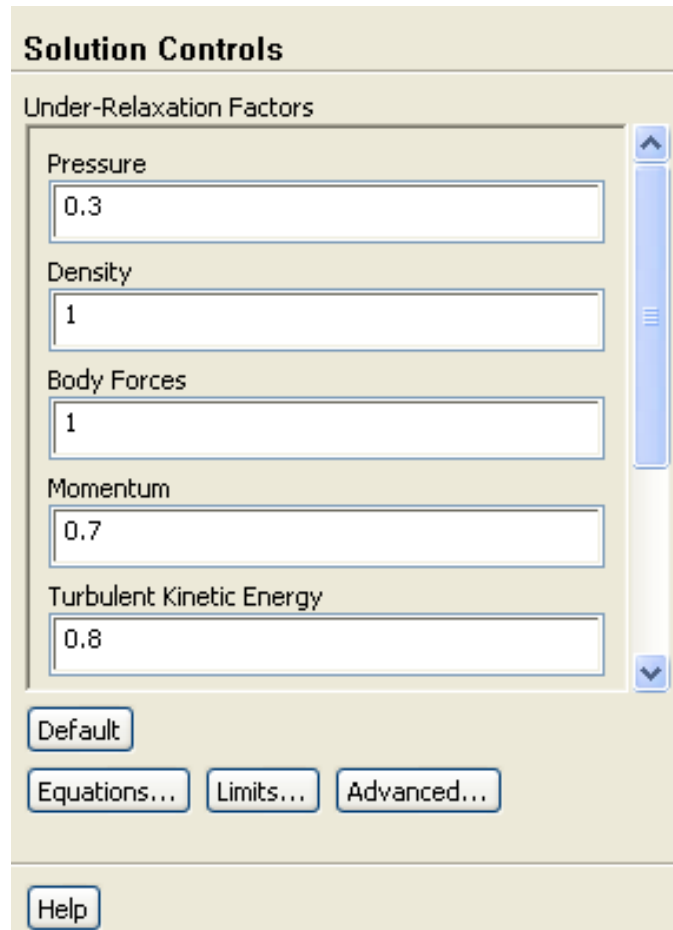 Solution Controls
Under-Relaxation Factors
Pressure
0.3
Density
1
Body Forces
1
Momentum
0.7
Turbulent Kinetic Energy
0.8
Default
Equations... Limits... Advanced...
Help